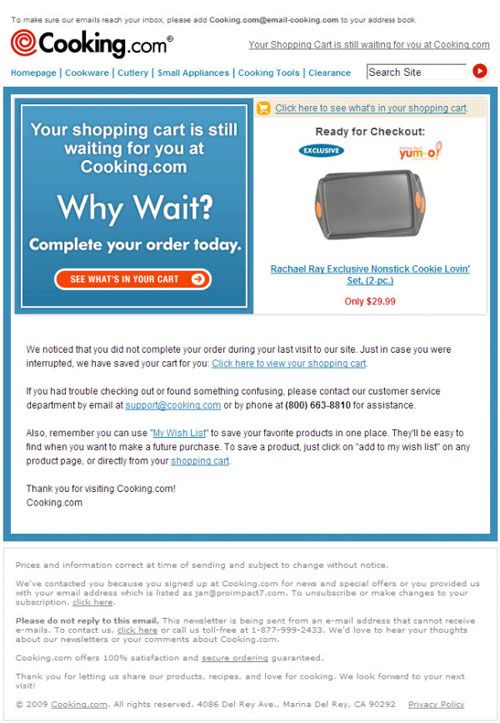 To make sure our emails reach your inbox, please add Cooking.com@email-cooking.com to your address book.
Cooking.com®
Your Shopping Cart is still waiting for you at Cooking.com
Homepage | Cookware | Cutlery | Small Appliances | Cooking Tools | Clearance
Search Site
Your shopping cart is still
waiting for you at
Cooking.com
Why Wait?
Complete your order today.
SEE WHAT'S IN YOUR CART
Click here to see what's in your shopping cart.
Ready for Checkout:
EXCLUSIVE
yum-o!
Rachael Ray Exclusive Nonstick Cookie Lovin'
Set, (2-pc.)
Only $29.99
We noticed that you did not complete your order during your last visit to our site. Just in case you were
interrupted, we have saved your cart for you: Click here to view your shopping cart.
If you had trouble checking out or found something confusing, please contact our customer service
department by email at support@cooking.com or by phone at (800) 663-8810 for assistance.
Also, remember you can use "My Wish List" to save your favorite products in one place. They'll be easy to
find when you want to make a future purchase. To save a product, just click on "add to my wish list" on any
product page, or directly from your shopping cart.
Thank you for visiting Cooking.com!
Cooking.com
Prices and information correct at time of sending and subject to change without notice.
We've contacted you because you signed up at Cooking.com for news and special offers or you provided us
with your email address which is listed as jan@proimpact7.com. To unsubscribe or make changes to your
subscription, click here.
Please do not reply to this email. This newsletter is being sent from an e-mail address that cannot receive
e-mails. To contact us, click here or call us toll-free at 1-877-999-2433. We'd love to hear your thoughts
about our newsletters or your comments about Cooking.com.
Cooking.com offers 100% satisfaction and secure ordering guaranteed.
Thank you for letting us share our products, recipes, and love for cooking. We look forward to your next
visit!
© 2009 Cooking.com. All rights reserved. 4086 Del Rey Ave., Marina Del Rey, CA 90292 Privacy Policy